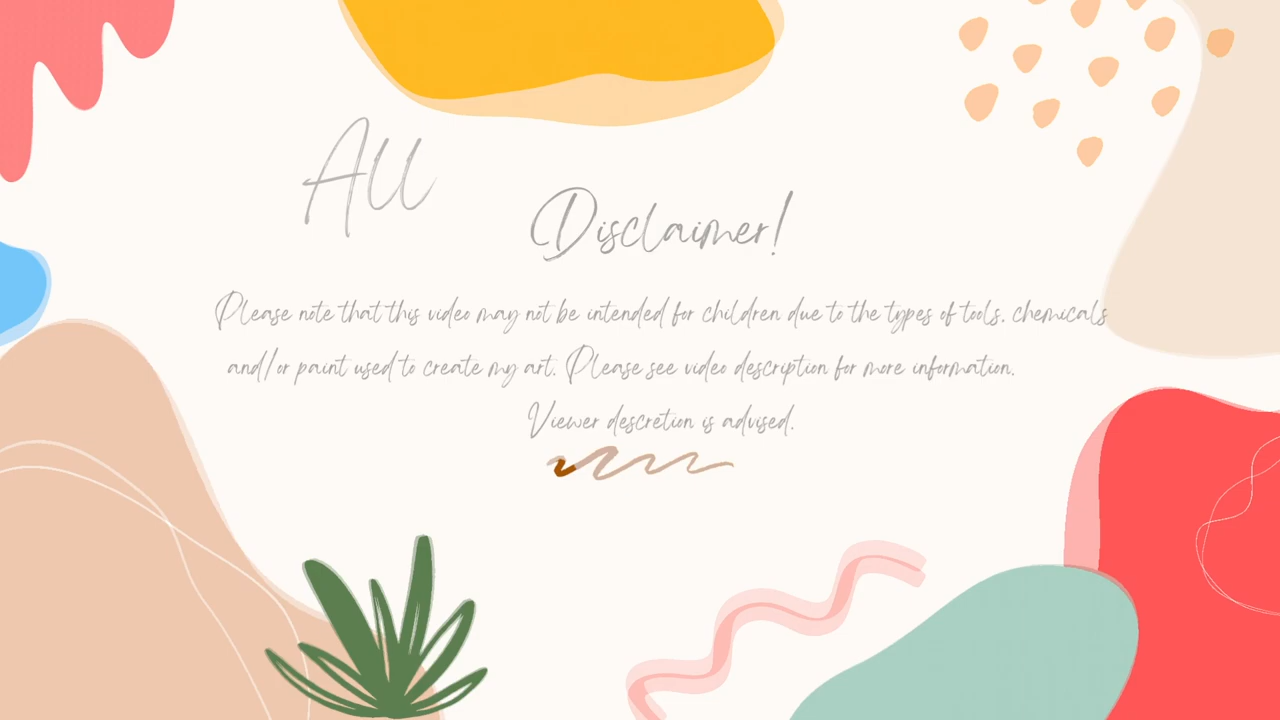 All
Disclaimer!
Please note that this video may not be intended for children due to the types of tools, chemicals
and/or paint used to create my art. Please see video description for more information.
Viewer descretion is advised.